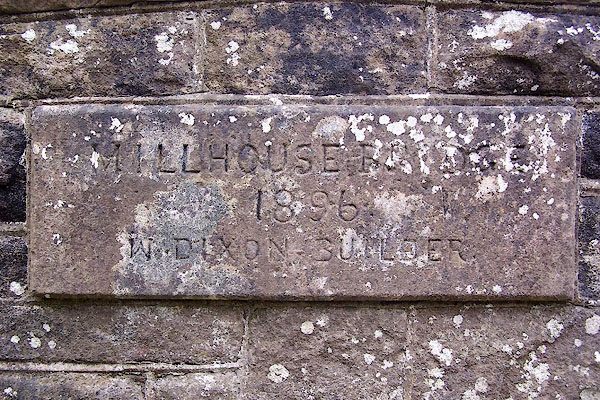 MILLHOUSE BRIDGE
1896
W. DIXON - BUILDER